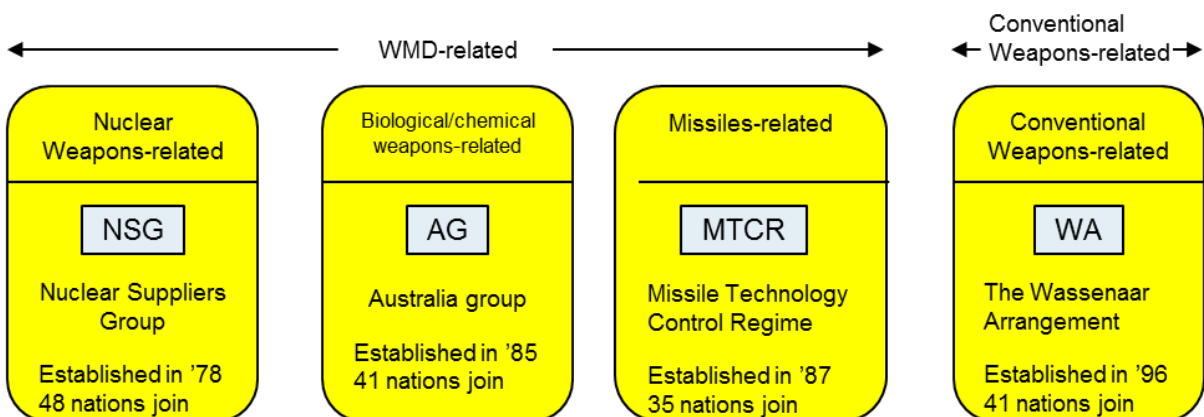 WMD-related
Conventional
Weapons-related
Nuclear
Weapons-related
NSG
Nuclear Suppliers
Group
Established in ’78
48 nations join
Biological/chemical
weapons-related
AG
Australia group
Established in ’85
41 nations join
Missiles-related
MTCR
Missile Technology
Control Regime
Established in ’87
35 nations join
Conventional
Weapons-related
WA
The Wassenaar
Arrangement
Established in ’96
41 nations join